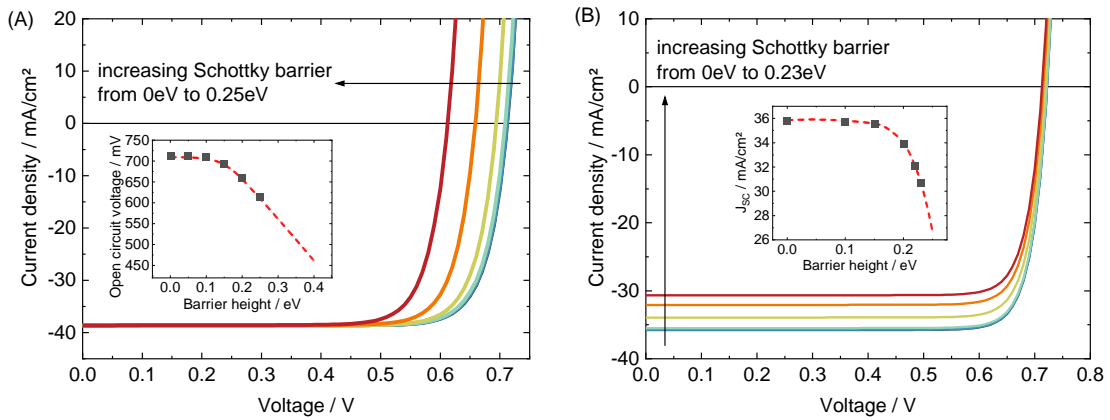 (A)
20
10
0
-10
-20
-30
-40
Current density / mA/cm²
increasing Schottky barrier
from 0eV to 0.25eV
750
700
650
600
550
500
450
Open circuit voltage / mV
0.0 0.1 0.2 0.3 0.4
Barrier height / eV
0.0 0.1 0.2 0.3 0.4 0.5 0.6 0.7
Voltage / V
(B)
10
0
-10
-20
-30
-40
Current density / mA/cm²
increasing Schottky barrier
from 0eV to 0.23eV
36
34
32
30
28
26
J_SC / mA/cm²
0.0 0.1 0.2
Barrier height / eV
0.0 0.1 0.2 0.3 0.4 0.5 0.6 0.7 0.8
Voltage / V